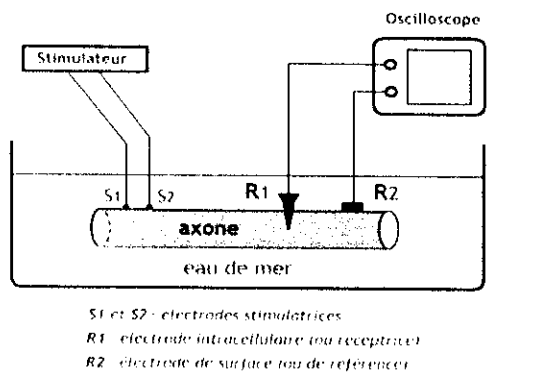 Oscilloscope
Stimulateur
S1 S2 R1 R2
axone
eau de mer
S1 et S2 : électrodes stimulatrices
R1 électrode intracellulaire (ou réceptrice)
R2 électrode de surface (ou de référence)